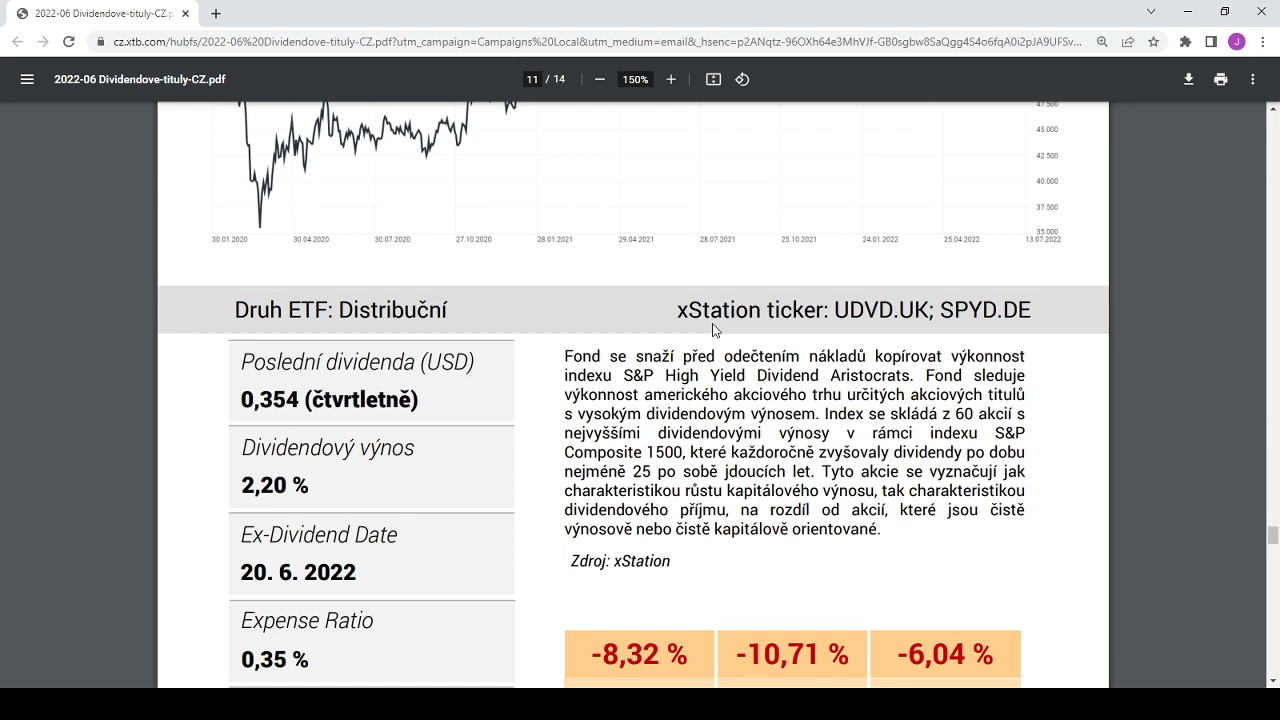 2022-06 Dividendove-tituly-CZ.p
cz.xtb.com/hubfs/2022-06%20Dividendove-tituly-CZ.pdf?utm_campaign=Campaigns%20Local&utm_medium=email&_hsenc=p2ANqtz-96OXh64e3MhVJf-GB0sgbw8SaQgg4S4o6fqA0i2pJA9UFSv...
J
2022-06 Dividendove-tituly-CZ.pdf
11 / 14
150%
47.500
45.000
42.500
40.000
37.500
35.000
30.01.2020 30.04.2020 30.07.2020 27.10.2020 28.01.2021 29.04.2021 28.07.2021 25.10.2021 24.01.2022 25.04.2022 13.07.2022
Druh ETF: Distribuční
xStation ticker: UDVD.UK; SPYD.DE
Poslední dividenda (USD)
0,354 (čtvrtletně)
Dividendový výnos
2,20 %
Ex-Dividend Date
20. 6. 2022
Expense Ratio
0,35 %
Fond se snaží před odečtením nákladů kopírovat výkonnost
indexu S&P High Yield Dividend Aristocrats. Fond sleduje
výkonnost amerického akciového trhu určitých akciových titulů
s vysokým dividendovým výnosem. Index se skládá z 60 akcií s
nejvyššími dividendovými výnosy v rámci indexu S&P
Composite 1500, které každoročně zvyšovaly dividendy po dobu
nejméně 25 po sobě jdoucích let. Tyto akcie se vyznačují jak
charakteristikou růstu kapitálového výnosu, tak charakteristikou
dividendového příjmu, na rozdíl od akcií, které jsou čistě
výnosově nebo čistě kapitálově orientované.
Zdroj: xStation
-8,32 % -10,71 % -6,04 %